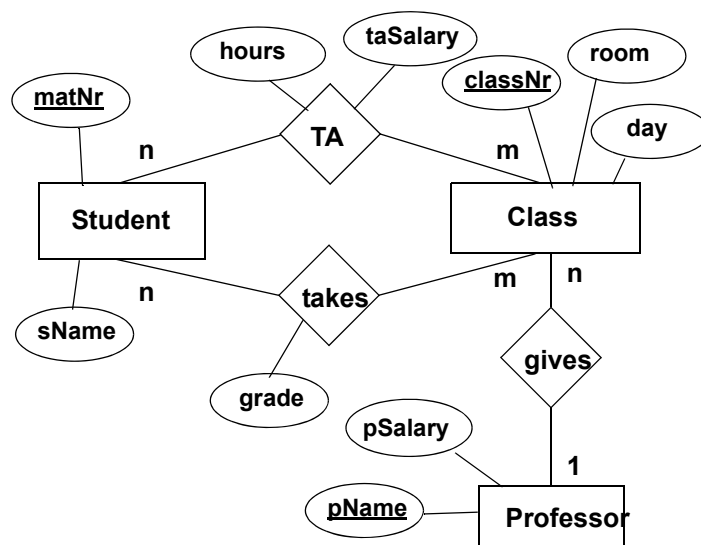 hours
taSalary
room
classNr
matNr
day
TA
n
m
Student
Class
n
takes
m
n
sName
gives
grade
pSalary
1
pName
Professor